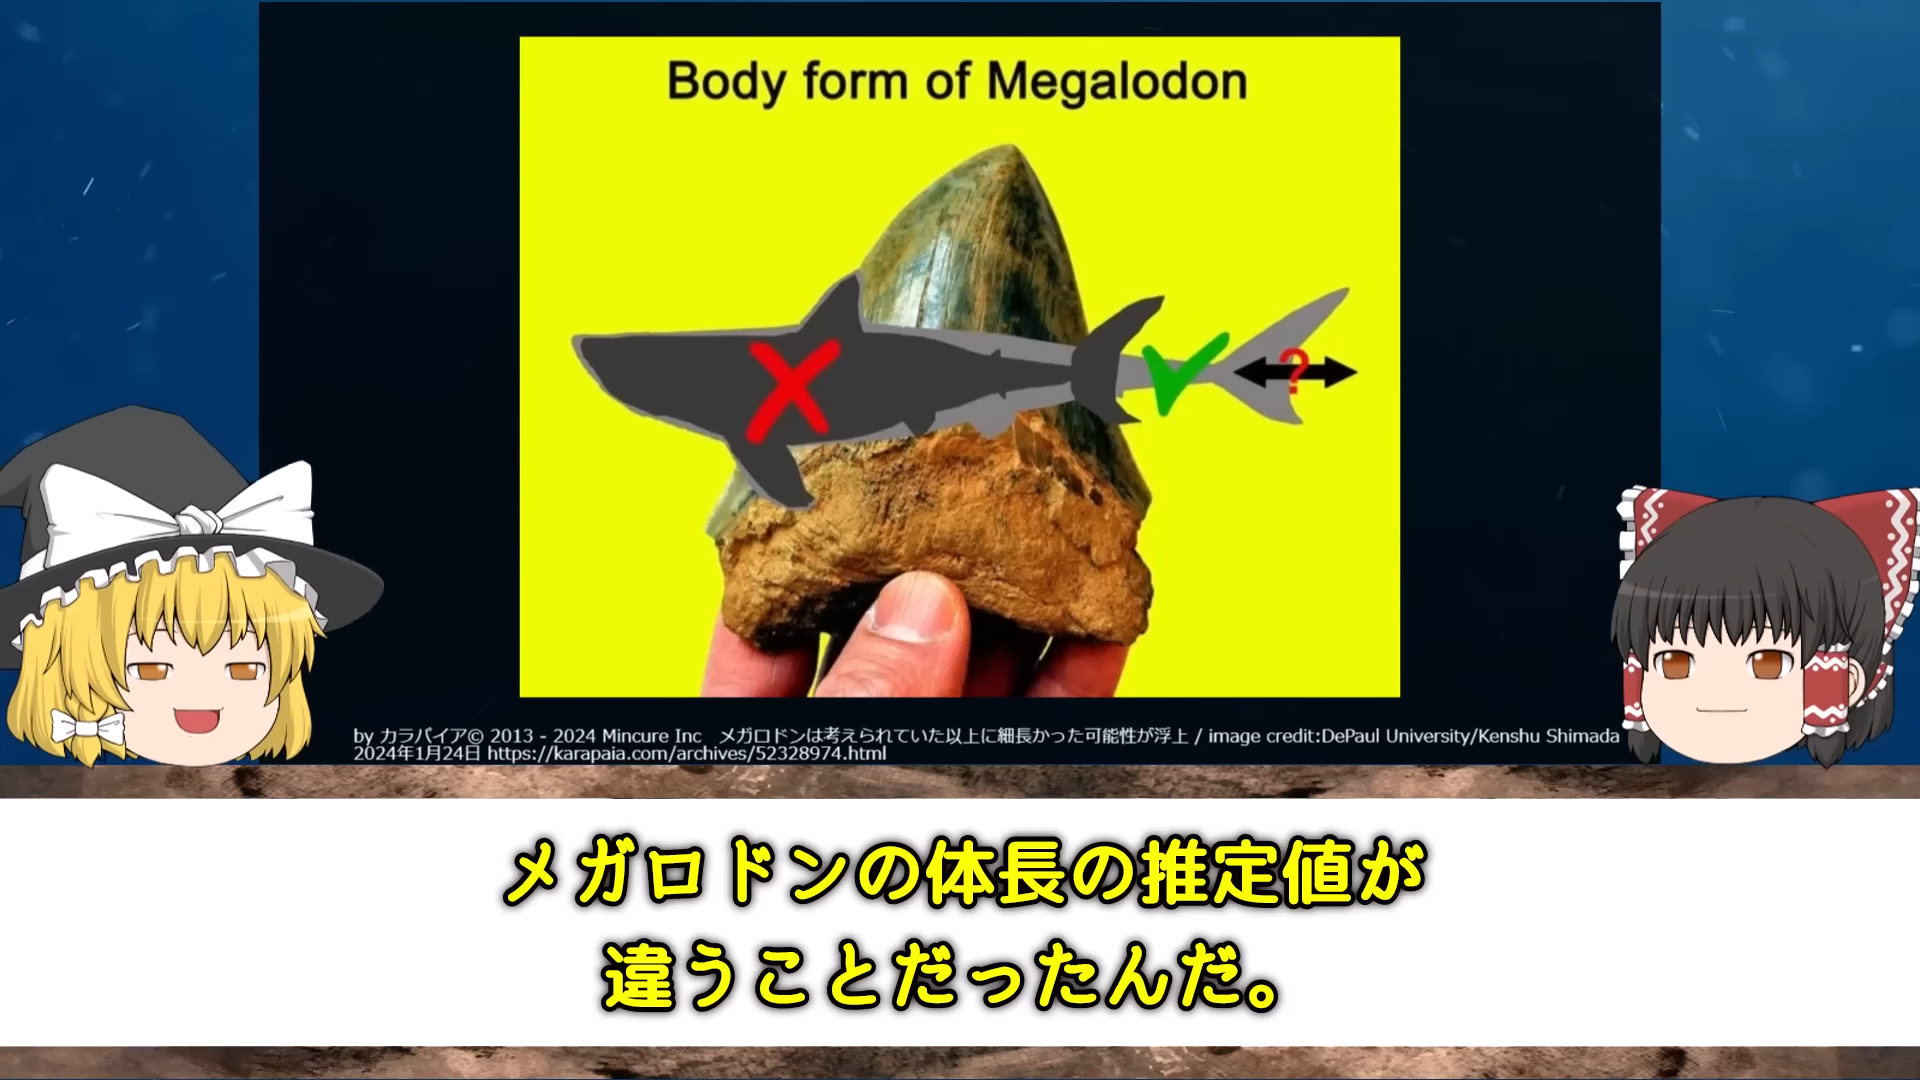 Body form of Megalodon
?
by カラパイア© 2013 - 2024 Mincure Inc　メガロドンは考えられていた以上に細長かった可能性が浮上 / image credit:DePaul University/Kenshu Shimada
2024年1月24日 https://karapaia.com/archives/52328974.html
メガロドンの体長の推定値が
違うことだったんだ。